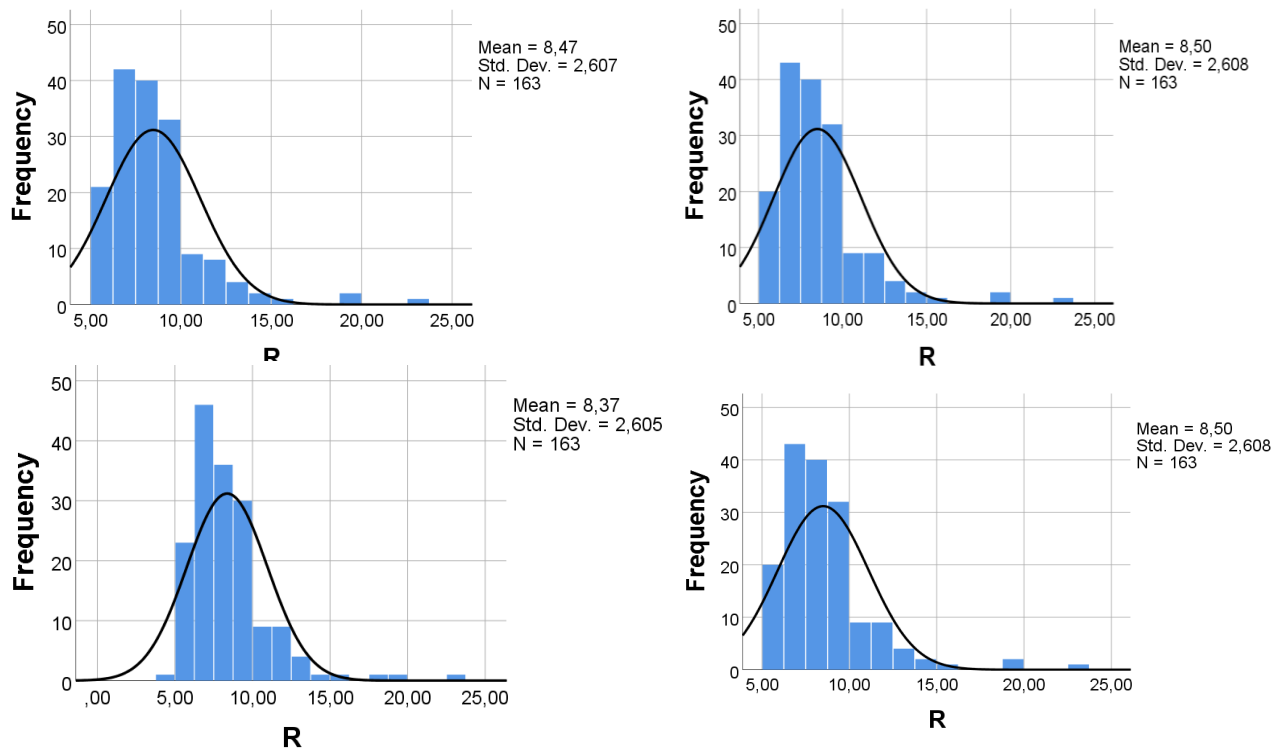 50
40
30
20
10
0
Frequency
5,00 10,00 15,00 20,00 25,00
R
Mean = 8,47
Std. Dev. = 2,607
N = 163
50
40
30
20
10
0
Frequency
5,00 10,00 15,00 20,00 25,00
R
Mean = 8,50
Std. Dev. = 2,608
N = 163
50
40
30
20
10
0
Frequency
,00 5,00 10,00 15,00 20,00 25,00
R
Mean = 8,37
Std. Dev. = 2,605
N = 163
50
40
30
20
10
0
Frequency
5,00 10,00 15,00 20,00 25,00
R
Mean = 8,50
Std. Dev. = 2,608
N = 163